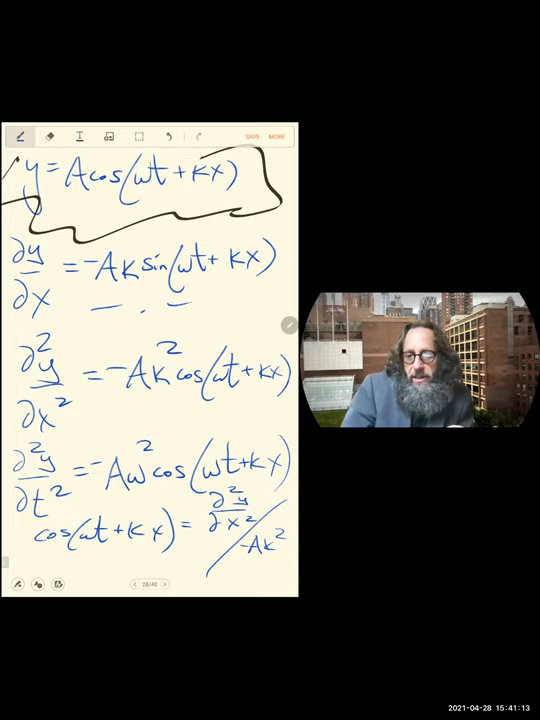 SAVE MORE
y = Acos(ωt + kx)
∂y/∂x = -Ak sin(ωt + kx)
∂²y/∂x² = -Ak² cos(ωt + kx)
∂²y/∂t² = -Aω² cos(ωt + kx)
cos(ωt + kx) = ∂²y/∂x² / -Ak²
28/40
2021-04-28 15:41:13